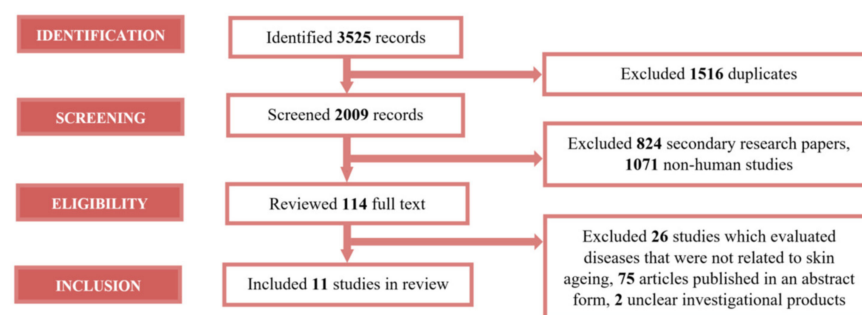 IDENTIFICATION
Identified 3525 records
Excluded 1516 duplicates
SCREENING
Screened 2009 records
Excluded 824 secondary research papers,
1071 non-human studies
ELIGIBILITY
Reviewed 114 full text
Excluded 26 studies which evaluated
diseases that were not related to skin
ageing, 75 articles published in an abstract
form, 2 unclear investigational products
INCLUSION
Included 11 studies in review